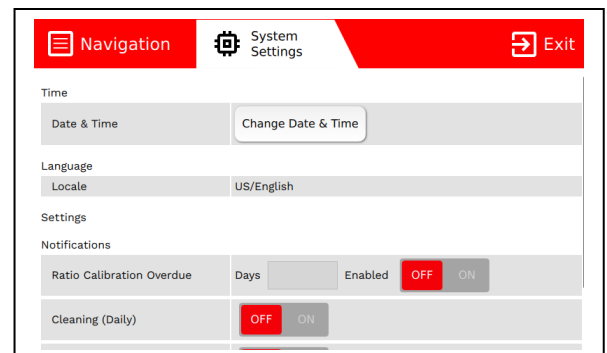 Navigation
System
Settings
Exit
Time
Date & Time Change Date & Time
Language
Locale US/English
Settings
Notifications
Ratio Calibration Overdue Days Enabled OFF ON
Cleaning (Daily) OFF ON